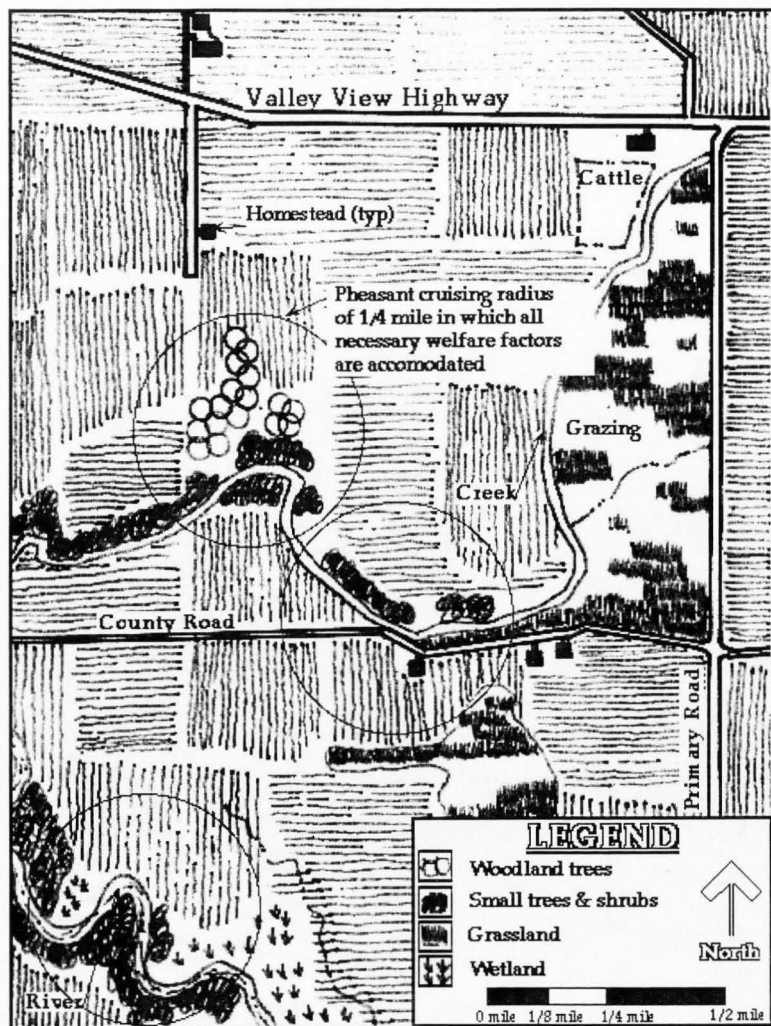 Valley View Highway
Cattle
Homestead (typ)
Pheasant cruising radius
of 1/4 mile in which all
necessary welfare factors
are accomodated
Grazing
Creek
County Road
Primary Road
River
LEGEND
Woodland trees
Small trees & shrubs
Grassland
Wetland
North
0 mile 1/8 mile 1/4 mile 1/2 mile